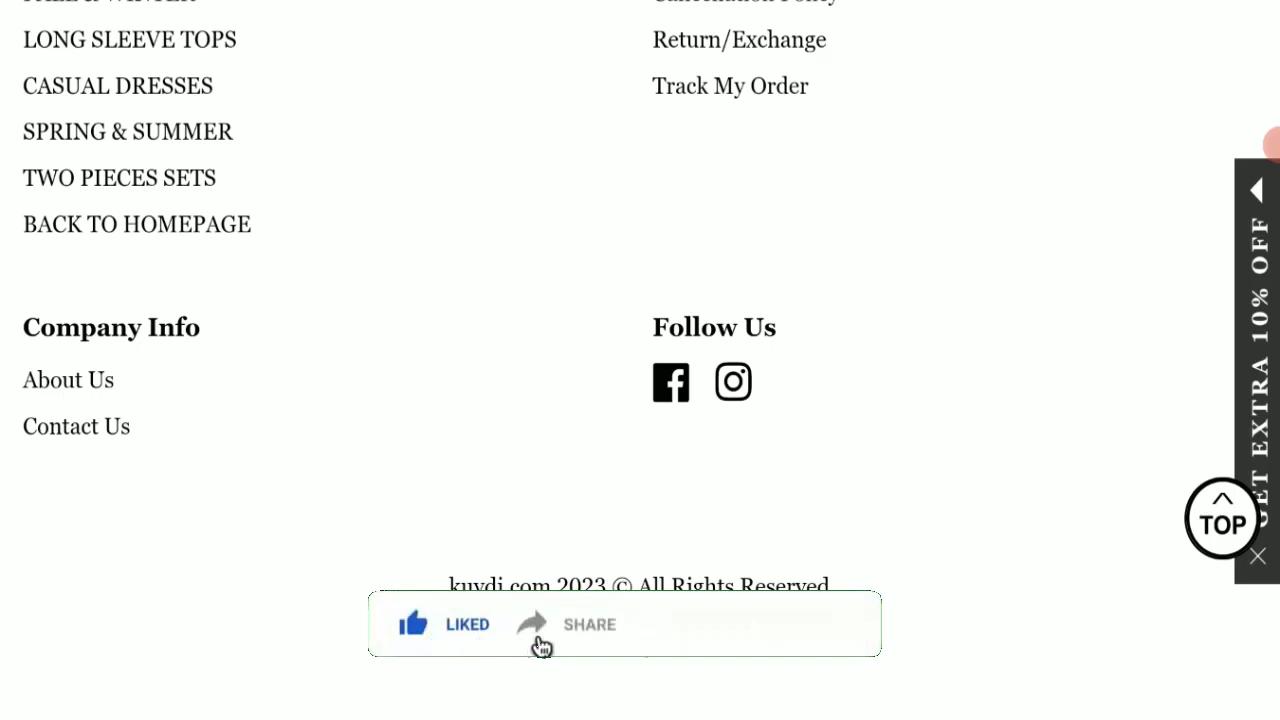 LONG SLEEVE TOPS
CASUAL DRESSES
SPRING & SUMMER
TWO PIECES SETS
BACK TO HOMEPAGE
Return/Exchange
Track My Order
Company Info
About Us
Contact Us
Follow Us
GET EXTRA 10% OFF
TOP
kuvdi.com 2023 © All Rights Reserved
LIKED
SHARE